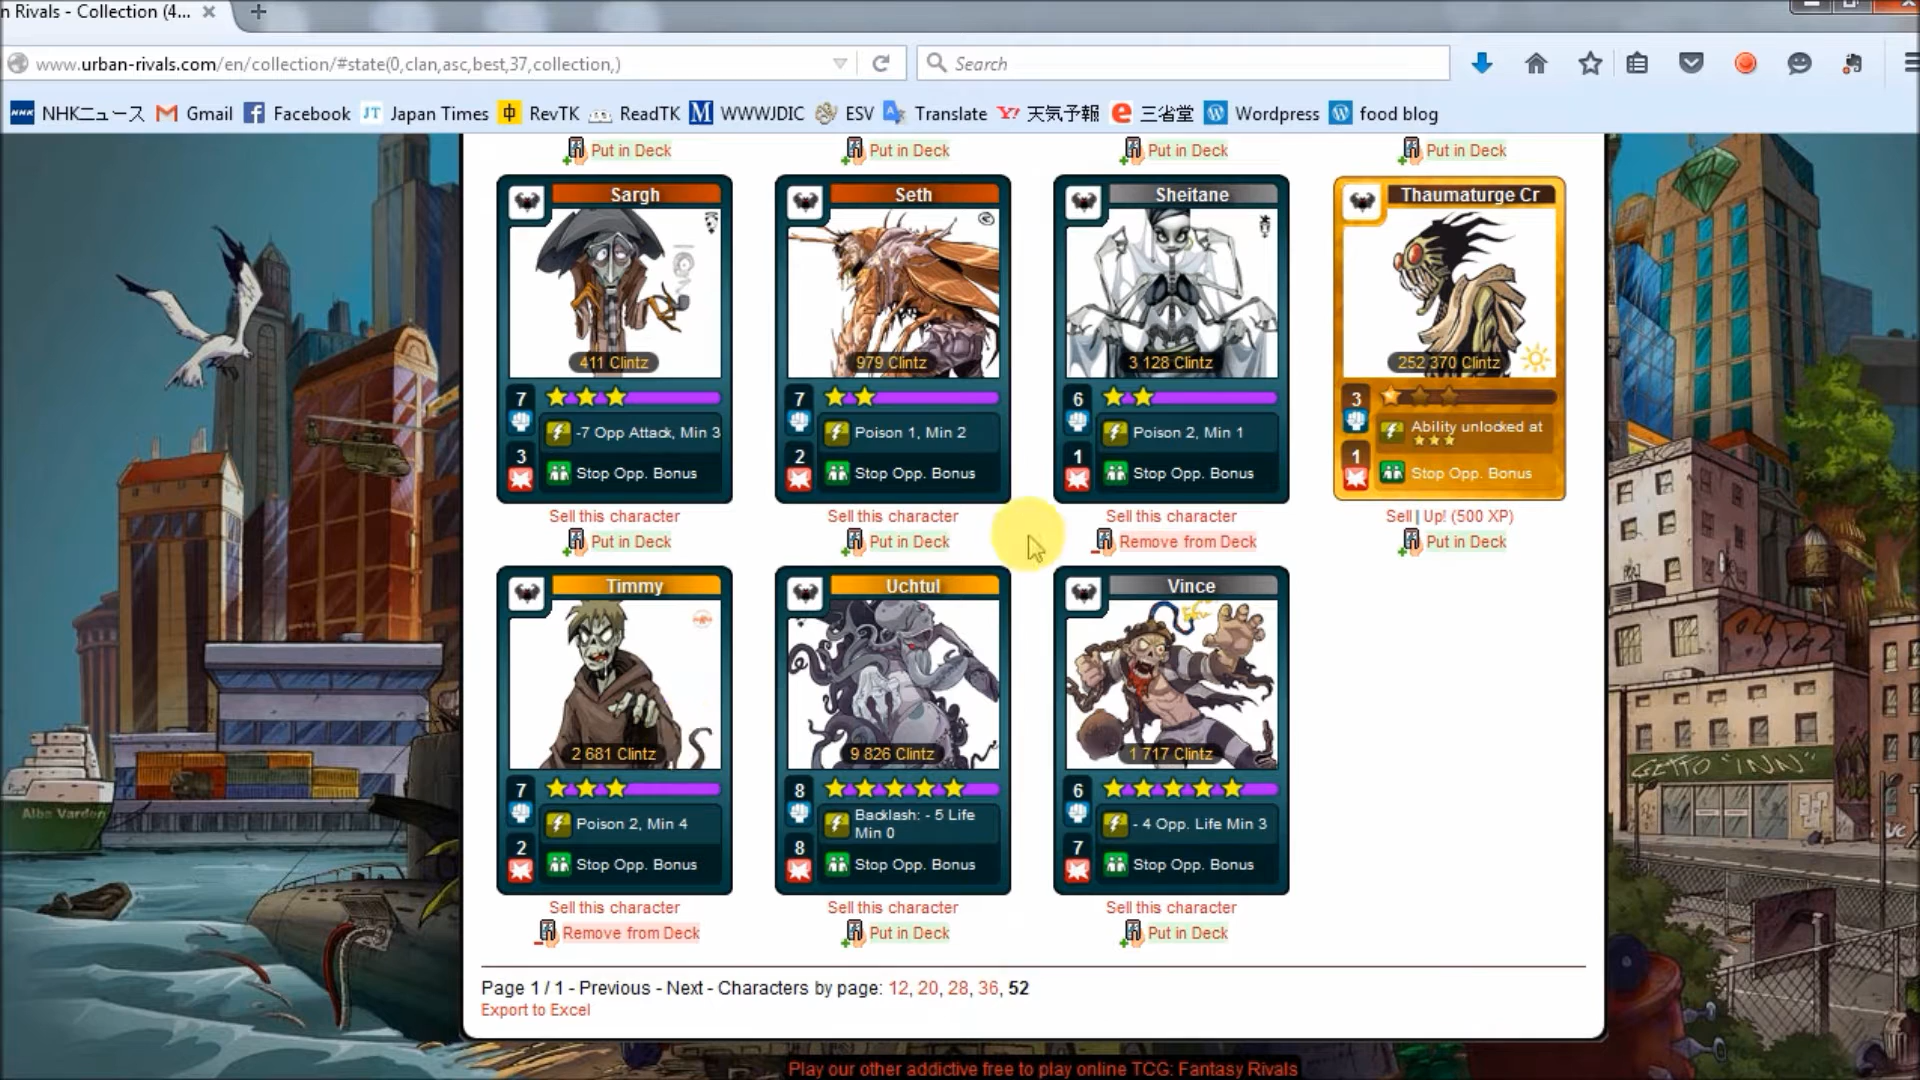 n Rivals - Collection (4...
www.urban-rivals.com/en/collection/#state(0,clan,asc,best,37,collection,)
Search
NHKニュース Gmail Facebook JT Japan Times 中 RevTK ReadTK M WWWJDIC ESV Translate Y! 天気予報 e 三省堂 Wordpress food blog
Put in Deck Put in Deck Put in Deck Put in Deck
Sargh Seth Sheitane Thaumaturge Cr
411 Clintz 979 Clintz 3 128 Clintz 252 370 Clintz
7 7 6 3
-7 Opp Attack, Min 3 Poison 1, Min 2 Poison 2, Min 1 Ability unlocked at
3 2 1 1
Stop Opp. Bonus Stop Opp. Bonus Stop Opp. Bonus Stop Opp. Bonus
Sell this character Sell this character Sell this character Sell | Up! (500 XP)
Put in Deck Put in Deck Remove from Deck Put in Deck
Timmy Uchtul Vince
2 681 Clintz 9 826 Clintz 1 717 Clintz
7 8 6
Poison 2, Min 4 Backlash: - 5 Life Min 0 - 4 Opp. Life Min 3
2 8 7
Stop Opp. Bonus Stop Opp. Bonus Stop Opp. Bonus
Sell this character Sell this character Sell this character
Remove from Deck Put in Deck Put in Deck
Page 1 / 1 - Previous - Next - Characters by page: 12, 20, 28, 36, 52
Export to Excel
Play our other addictive free to play online TCG: Fantasy Rivals
Alba Varden
GETTO "INN"